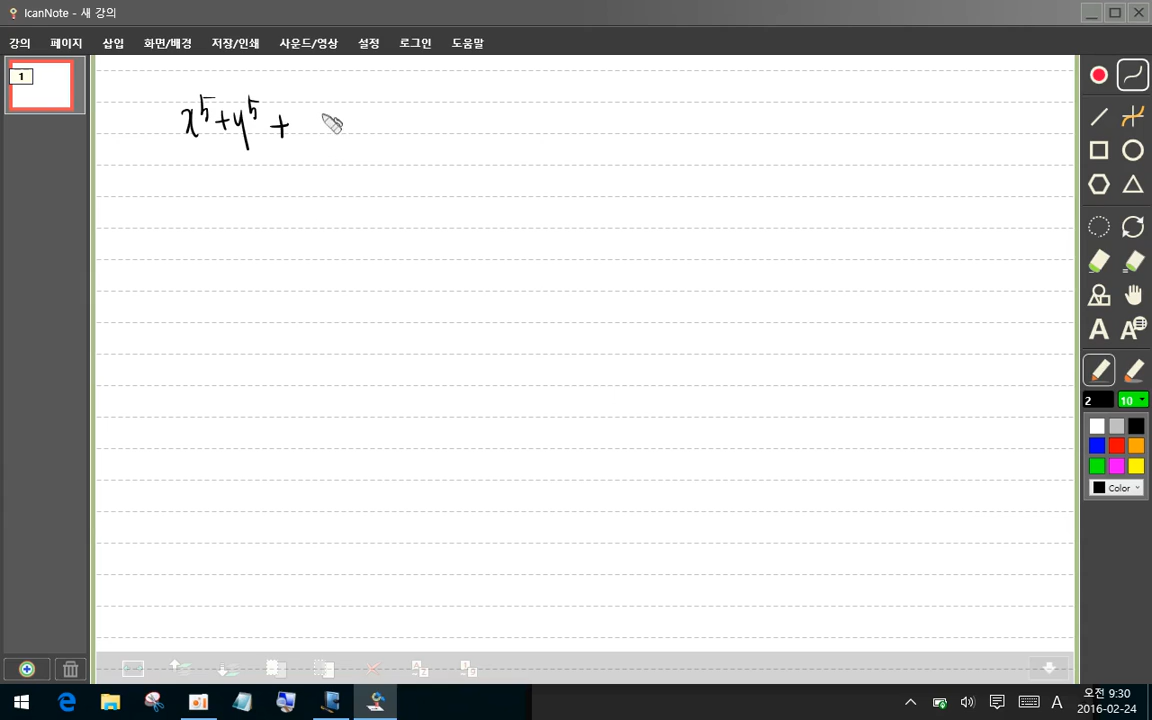 IcanNote - 새 강의
강의 페이지 삽입 화면/배경 저장/인쇄 사운드/영상 설정 로그인 도움말
1
x⁵+y⁵ +
A A
2 10
Color
A 오전 9:30
2016-02-24